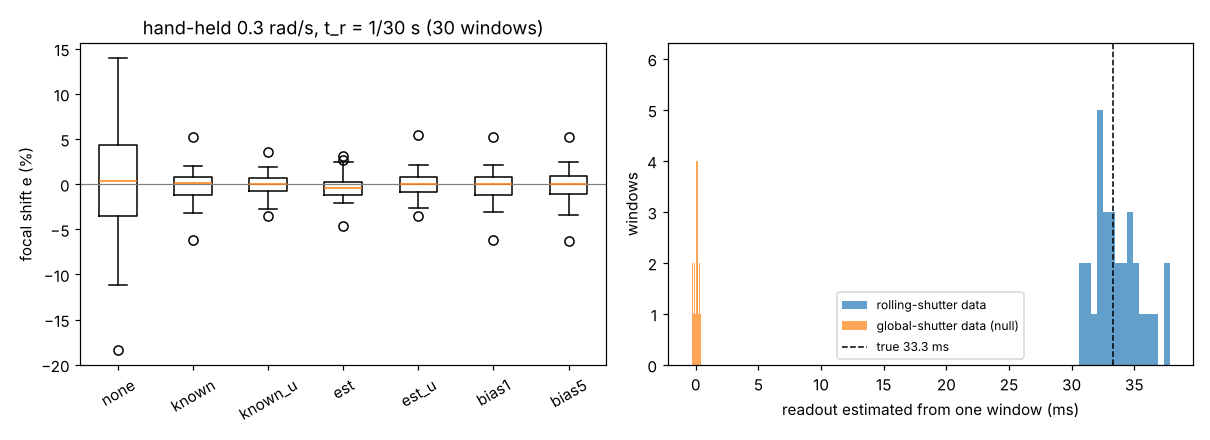 hand-held 0.3 rad/s, t_r = 1/30 s (30 windows)
focal shift e (%)
15
10
5
0
−5
−10
−15
−20
none
known
known_u
est
est_u
bias1
bias5
windows
6
5
4
3
2
1
0
rolling-shutter data
global-shutter data (null)
true 33.3 ms
0
5
10
15
20
25
30
35
readout estimated from one window (ms)